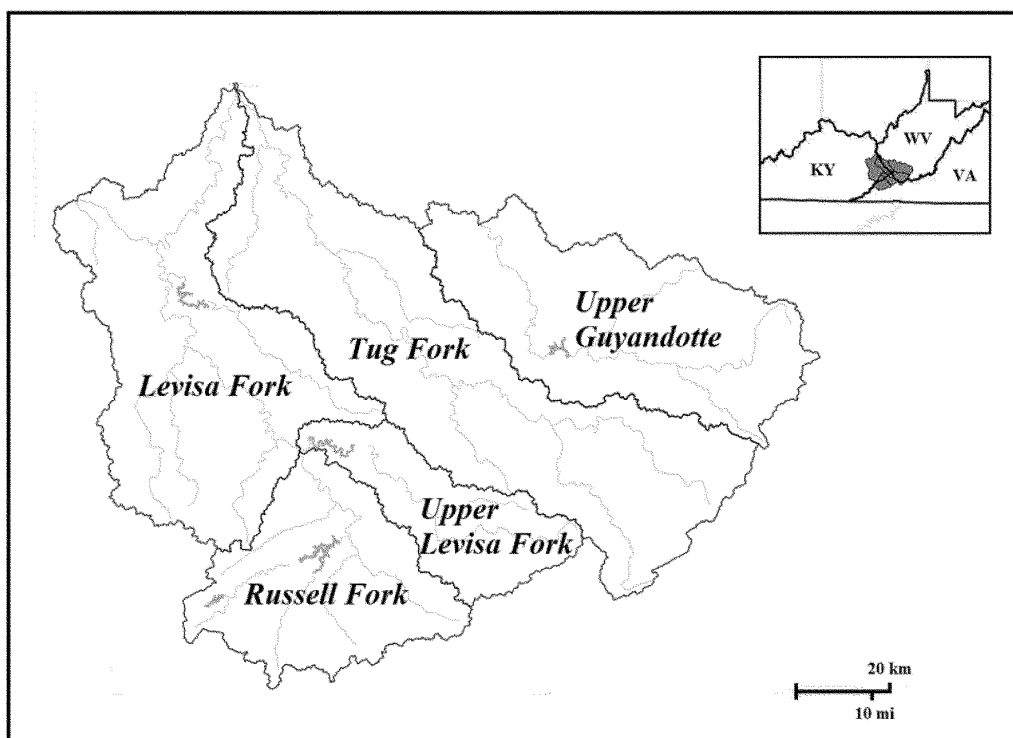 WV
KY
VA
Upper
Guyandotte
Tug Fork
Levisa Fork
Upper
Levisa Fork
Russell Fork
20 km
10 mi